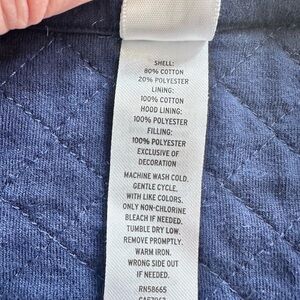 SHELL:
80% COTTON
20% POLYESTER
LINING:
100% COTTON
HOOD LINING:
100% POLYESTER
FILLING:
100% POLYESTER
EXCLUSIVE OF
DECORATION
MACHINE WASH COLD.
GENTLE CYCLE,
WITH LIKE COLORS.
ONLY NON-CHLORINE
BLEACH IF NEEDED.
TUMBLE DRY LOW.
REMOVE PROMPTLY.
WARM IRON.
WRONG SIDE OUT
IF NEEDED.
RN58665